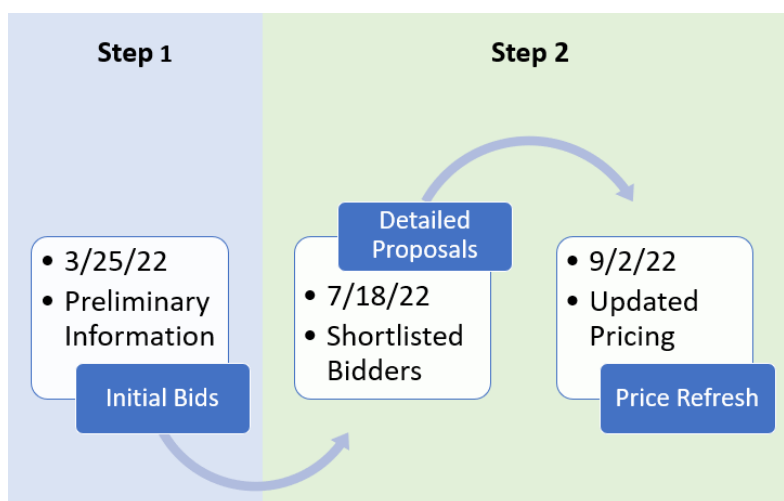 Step 1
Step 2
• 3/25/22
• Preliminary
Information
Initial Bids
Detailed
Proposals
• 7/18/22
• Shortlisted
Bidders
• 9/2/22
• Updated
Pricing
Price Refresh